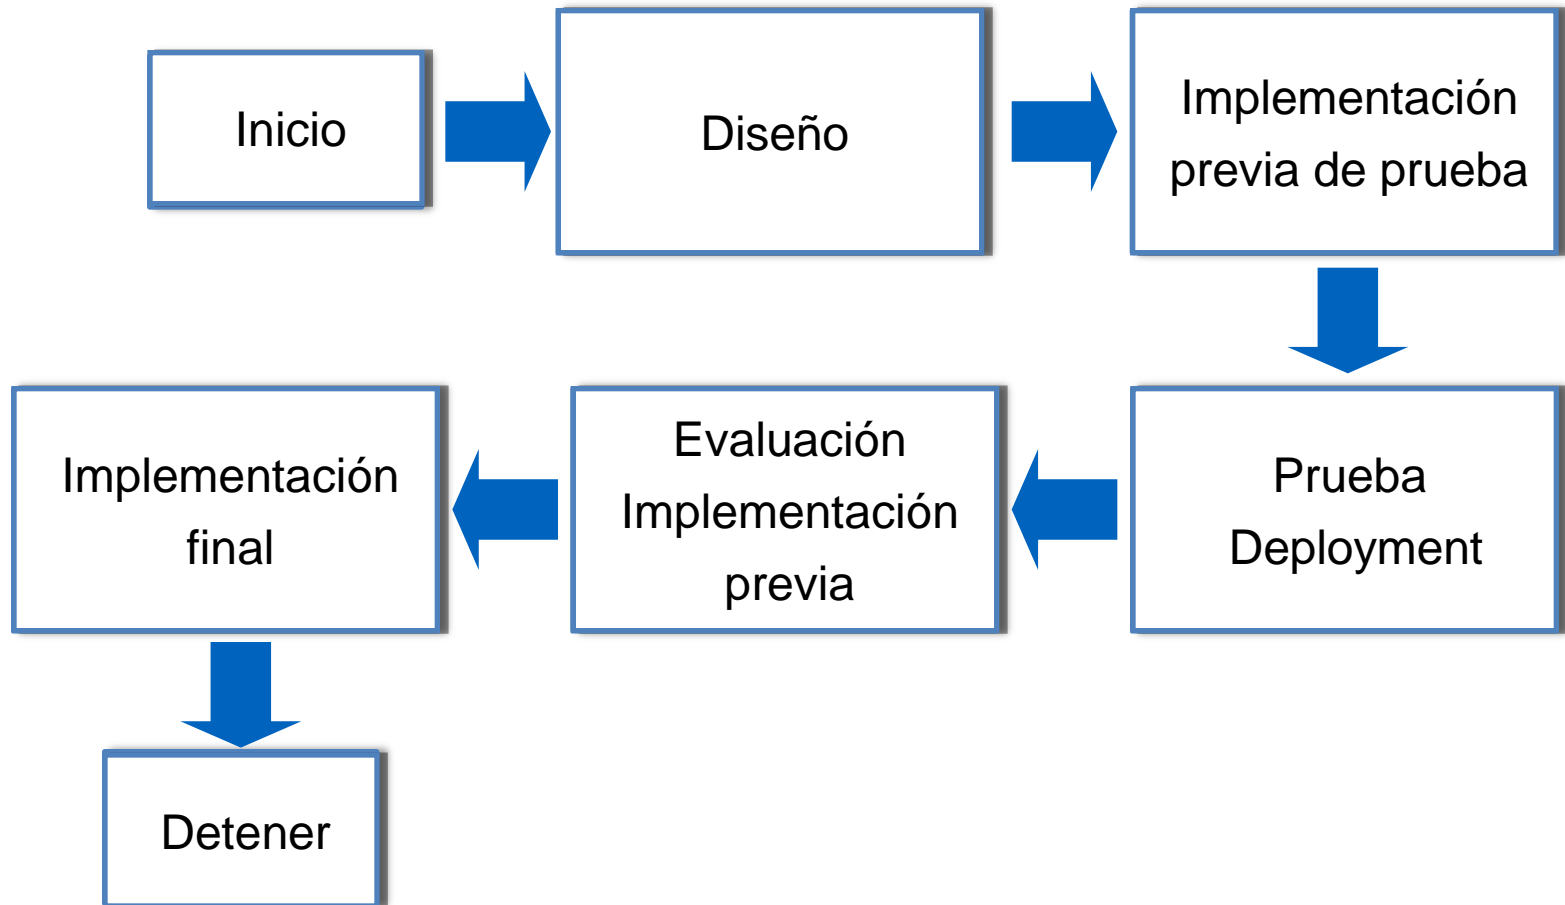 Inicio
Diseño
Implementación
previa de prueba
Prueba
Deployment
Evaluación
Implementación
previa
Implementación
final
Detener